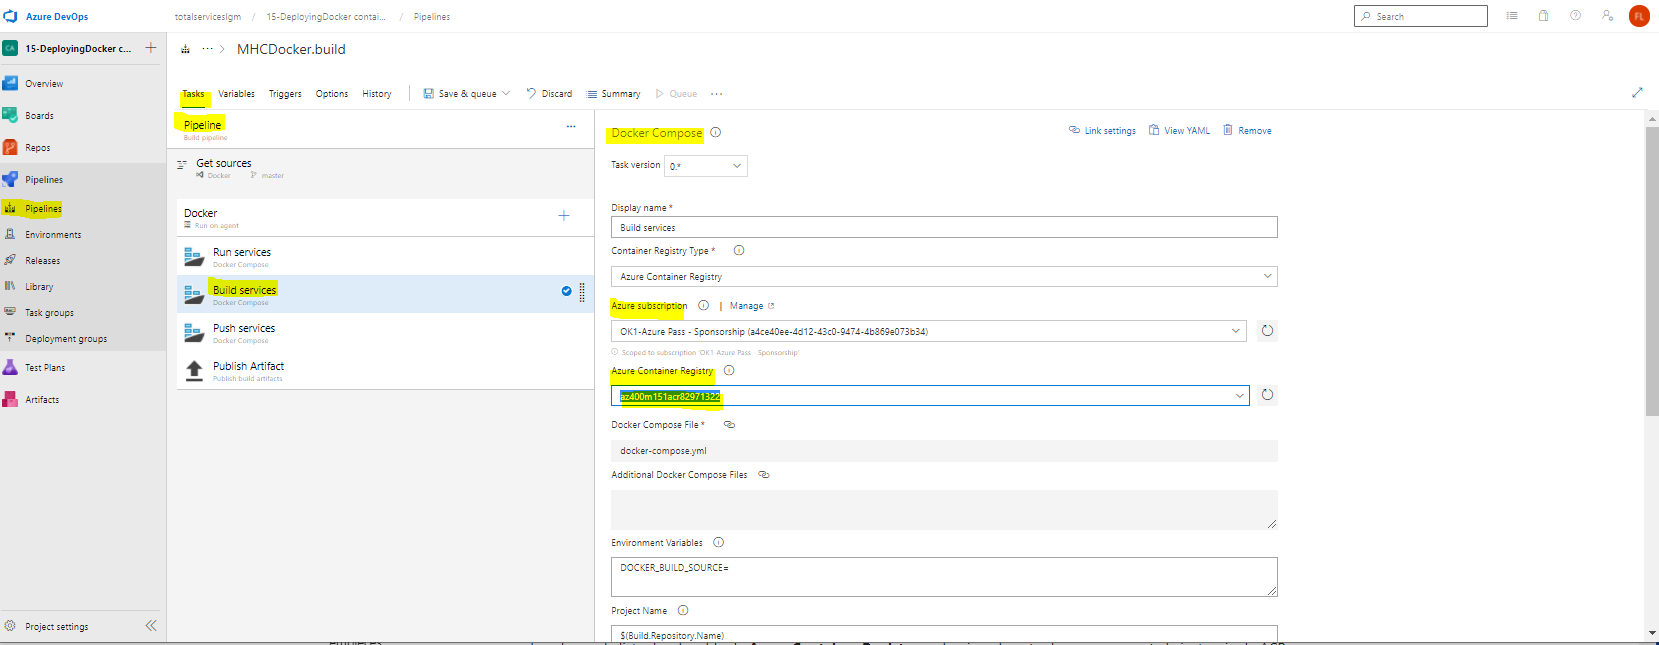 Azure DevOps
totalserviceslgm / 15-DeployingDocker contai... / Pipelines
Search
FL
CA 15-DeployingDocker c...
MHCDocker.build
Overview
Boards
Repos
Pipelines
Pipelines
Environments
Releases
Library
Task groups
Deployment groups
Test Plans
Artifacts
Project settings
Tasks Variables Triggers Options History Save & queue Discard Summary Queue ...
Pipeline
Build pipeline
Get sources
Docker master
Docker
Run on agent
Run services
Docker Compose
Build services
Docker Compose
Push services
Docker Compose
Publish Artifact
Publish build artifacts
Docker Compose
Link settings View YAML Remove
Task version 0.*
Display name *
Build services
Container Registry Type *
Azure Container Registry
Azure subscription | Manage
OK1-Azure Pass - Sponsorship (a4ce40ee-4d12-43c0-9474-4b869e073b34)
Scoped to subscription 'OK1-Azure Pass - Sponsorship'
Azure Container Registry
az400m151acr82971322
Docker Compose File *
docker-compose.yml
Additional Docker Compose Files
Environment Variables
DOCKER_BUILD_SOURCE=
Project Name
$(Build.Repository.Name)